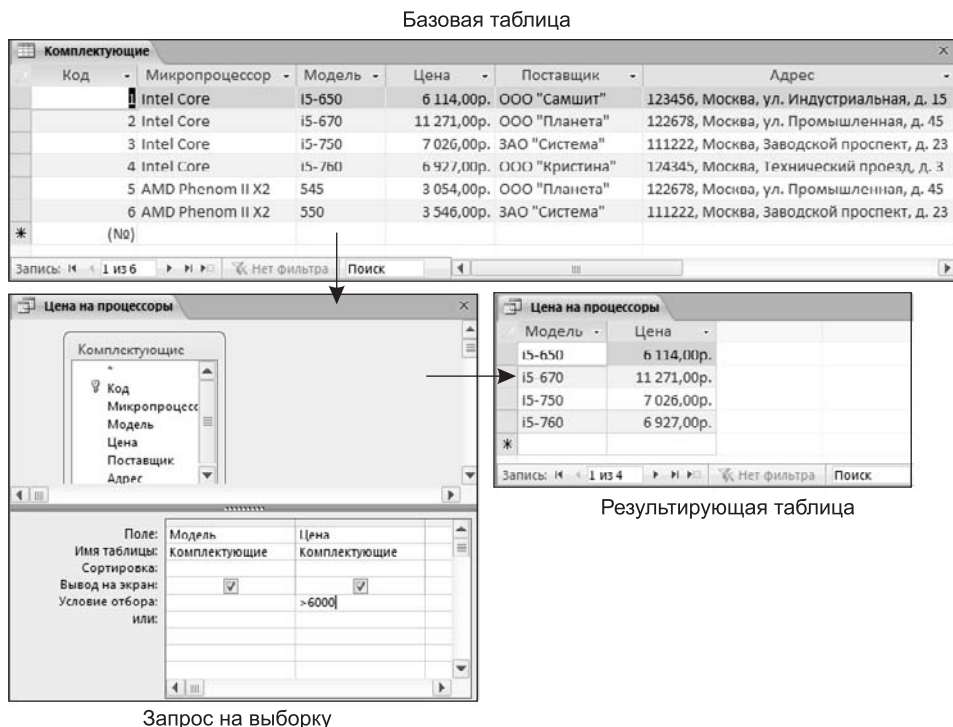 Базовая таблица
Комплектующие
Код Микропроцессор Модель Цена Поставщик Адрес
1 Intel Core i5-650 6 114,00р. ООО "Самшит" 123456, Москва, ул. Индустриальная, д. 15
2 Intel Core i5-670 11 271,00р. ООО "Планета" 122678, Москва, ул. Промышленная, д. 45
3 Intel Core i5-750 7 026,00р. ЗАО "Система" 111222, Москва, Заводской проспект, д. 23
4 Intel Core i5-760 6 927,00р. ООО "Кристина" 124345, Москва, Технический проезд, д. 3
5 AMD Phenom II X2 545 3 054,00р. ООО "Планета" 122678, Москва, ул. Промышленная, д. 45
6 AMD Phenom II X2 550 3 546,00р. ЗАО "Система" 111222, Москва, Заводской проспект, д. 23
* (№)
Запись: 1 из 6 Нет фильтра Поиск
Цена на процессоры
Комплектующие
*
Код
Микропроцесс
Модель
Цена
Поставщик
Адрес
Поле: Модель Цена
Имя таблицы: Комплектующие Комплектующие
Сортировка:
Вывод на экран:
Условие отбора: >6000
или:
Запрос на выборку
Цена на процессоры
Модель Цена
i5-650 6 114,00р.
i5-670 11 271,00р.
i5-750 7 026,00р.
i5-760 6 927,00р.
*
Запись: 1 из 4 Нет фильтра Поиск
Результирующая таблица